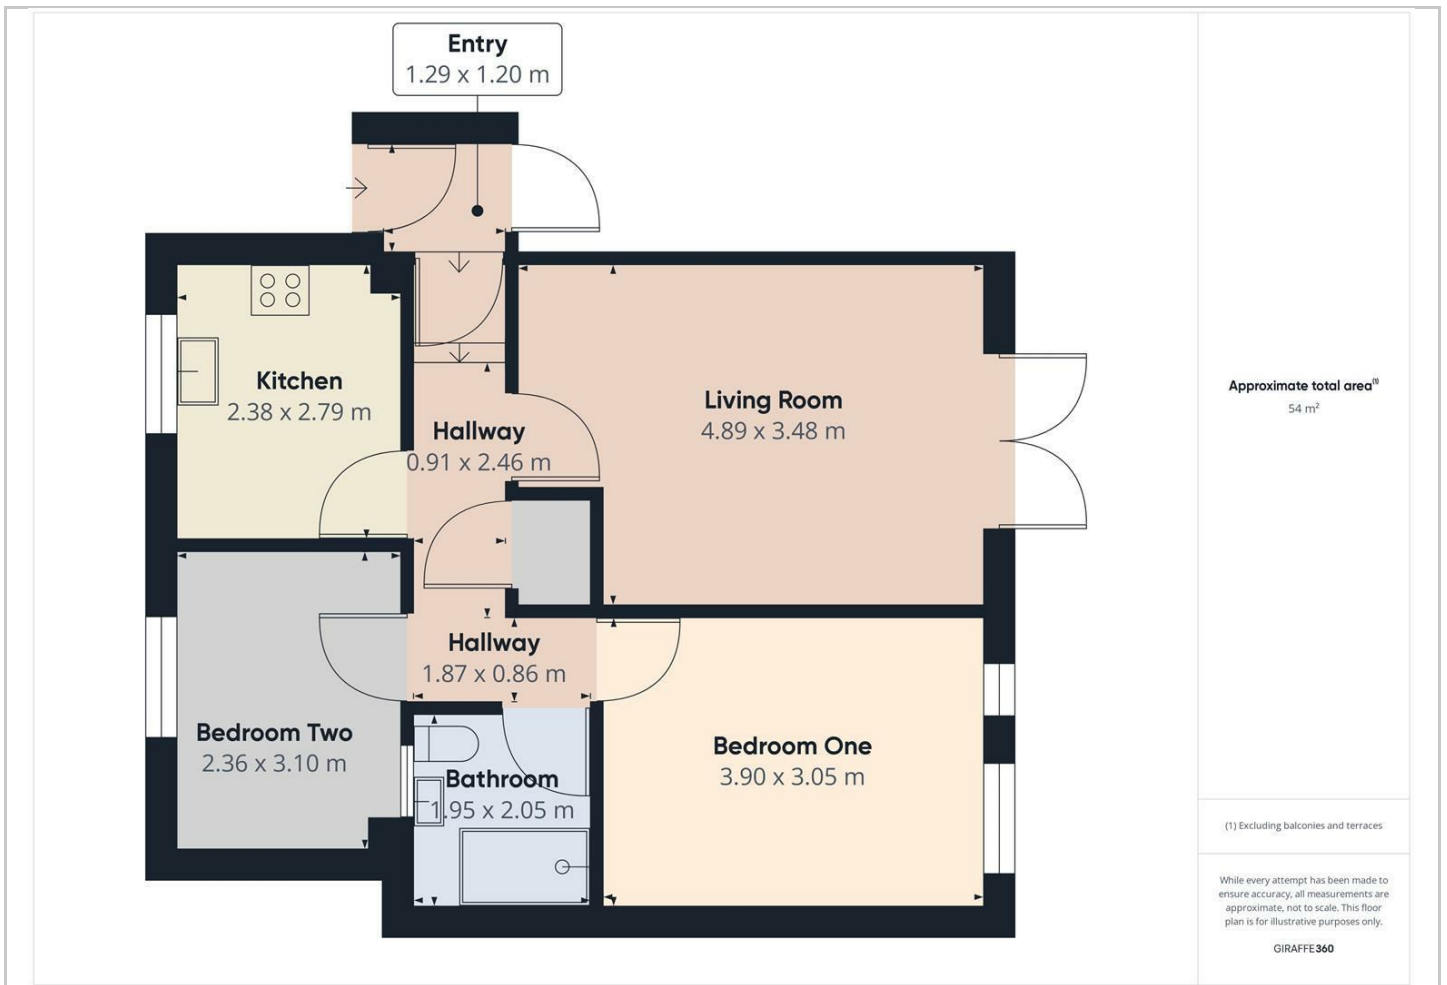 Entry
1.29 x 1.20 m
Kitchen
2.38 x 2.79 m
Hallway
0.91 x 2.46 m
Living Room
4.89 x 3.48 m
Hallway
1.87 x 0.86 m
Bedroom Two
2.36 x 3.10 m
Bathroom
1.95 x 2.05 m
Bedroom One
3.90 x 3.05 m
Approximate total area⁽¹⁾
54 m²
(1) Excluding balconies and terraces
While every attempt has been made to
ensure accuracy, all measurements are
approximate, not to scale. This floor
plan is for illustrative purposes only.
GIRAFFE360